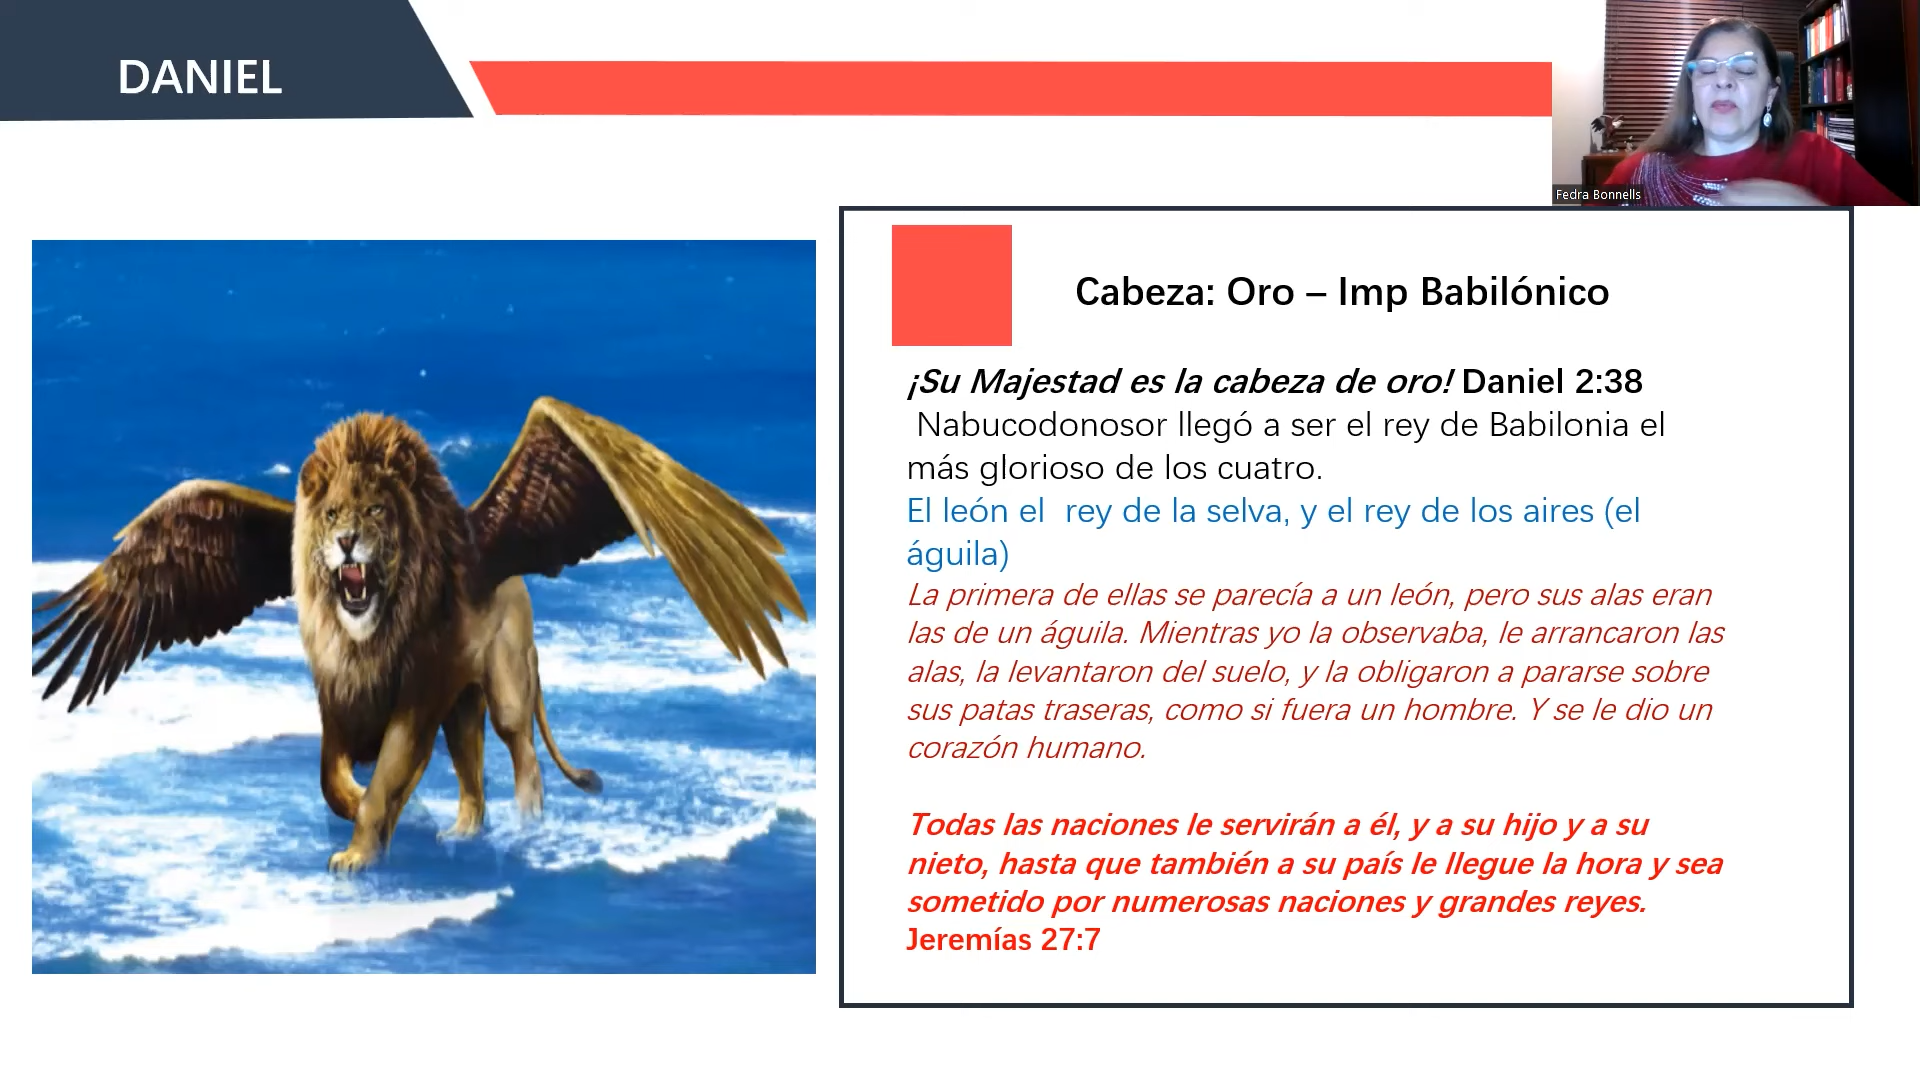 DANIEL
Fedra Bonnells
Cabeza: Oro – Imp Babilónico
¡Su Majestad es la cabeza de oro! Daniel 2:38
Nabucodonosor llegó a ser el rey de Babilonia el
más glorioso de los cuatro.
El león el  rey de la selva, y el rey de los aires (el
águila)
La primera de ellas se parecía a un león, pero sus alas eran
las de un águila. Mientras yo la observaba, le arrancaron las
alas, la levantaron del suelo, y la obligaron a pararse sobre
sus patas traseras, como si fuera un hombre. Y se le dio un
corazón humano.
Todas las naciones le servirán a él, y a su hijo y a su
nieto, hasta que también a su país le llegue la hora y sea
sometido por numerosas naciones y grandes reyes.
Jeremías 27:7